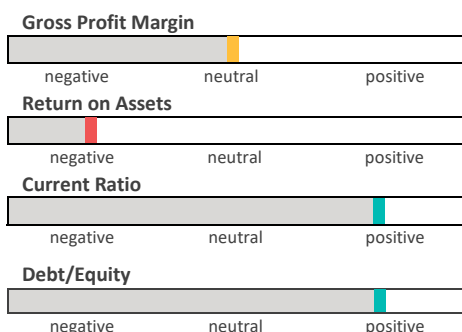 Gross Profit Margin
negative neutral positive
Return on Assets
negative neutral positive
Current Ratio
negative neutral positive
Debt/Equity
negative neutral positive